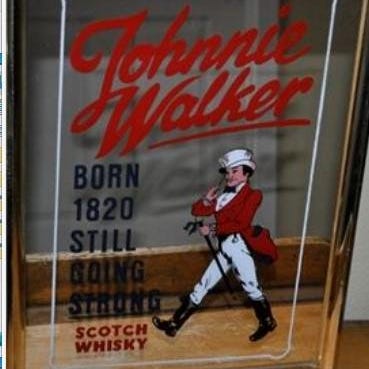 Johnnie
Walker
BORN
1820
STILL
GOING
STRONG
SCOTCH
WHISKY